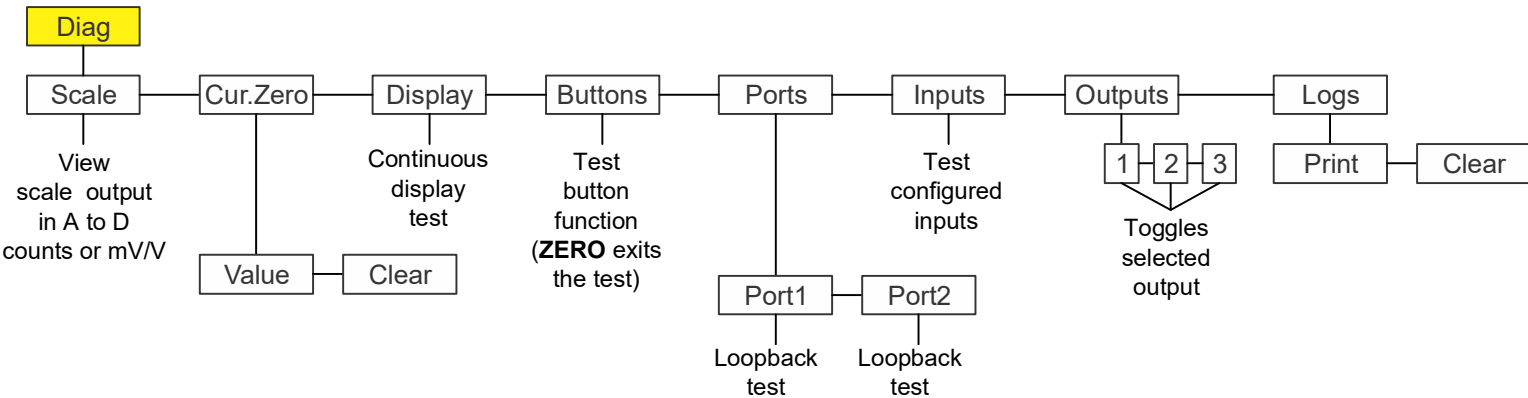 Diag
Scale
Cur.Zero
Display
Buttons
Ports
Inputs
Outputs
Logs
View
scale output
in A to D
counts or mV/V
Continuous
display
test
Test
button
function
(ZERO exits
the test)
Test
configured
inputs
1
2
3
Toggles
selected
output
Print
Clear
Value
Clear
Port1
Port2
Loopback
test
Loopback
test